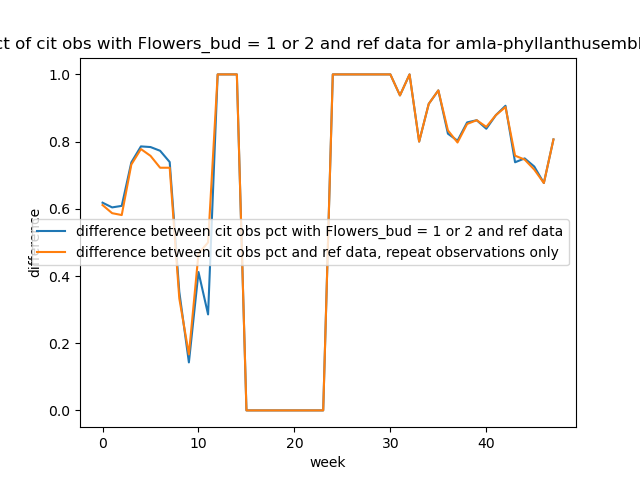 ct of cit obs with Flowers_bud = 1 or 2 and ref data for amla-phyllanthusembl
1.0
0.8
0.6
difference between cit obs pct with Flowers_bud = 1 or 2 and ref data
difference between cit obs pct and ref data, repeat observations only
difference
0.4
0.2
0.0
0 10 20 30 40
week